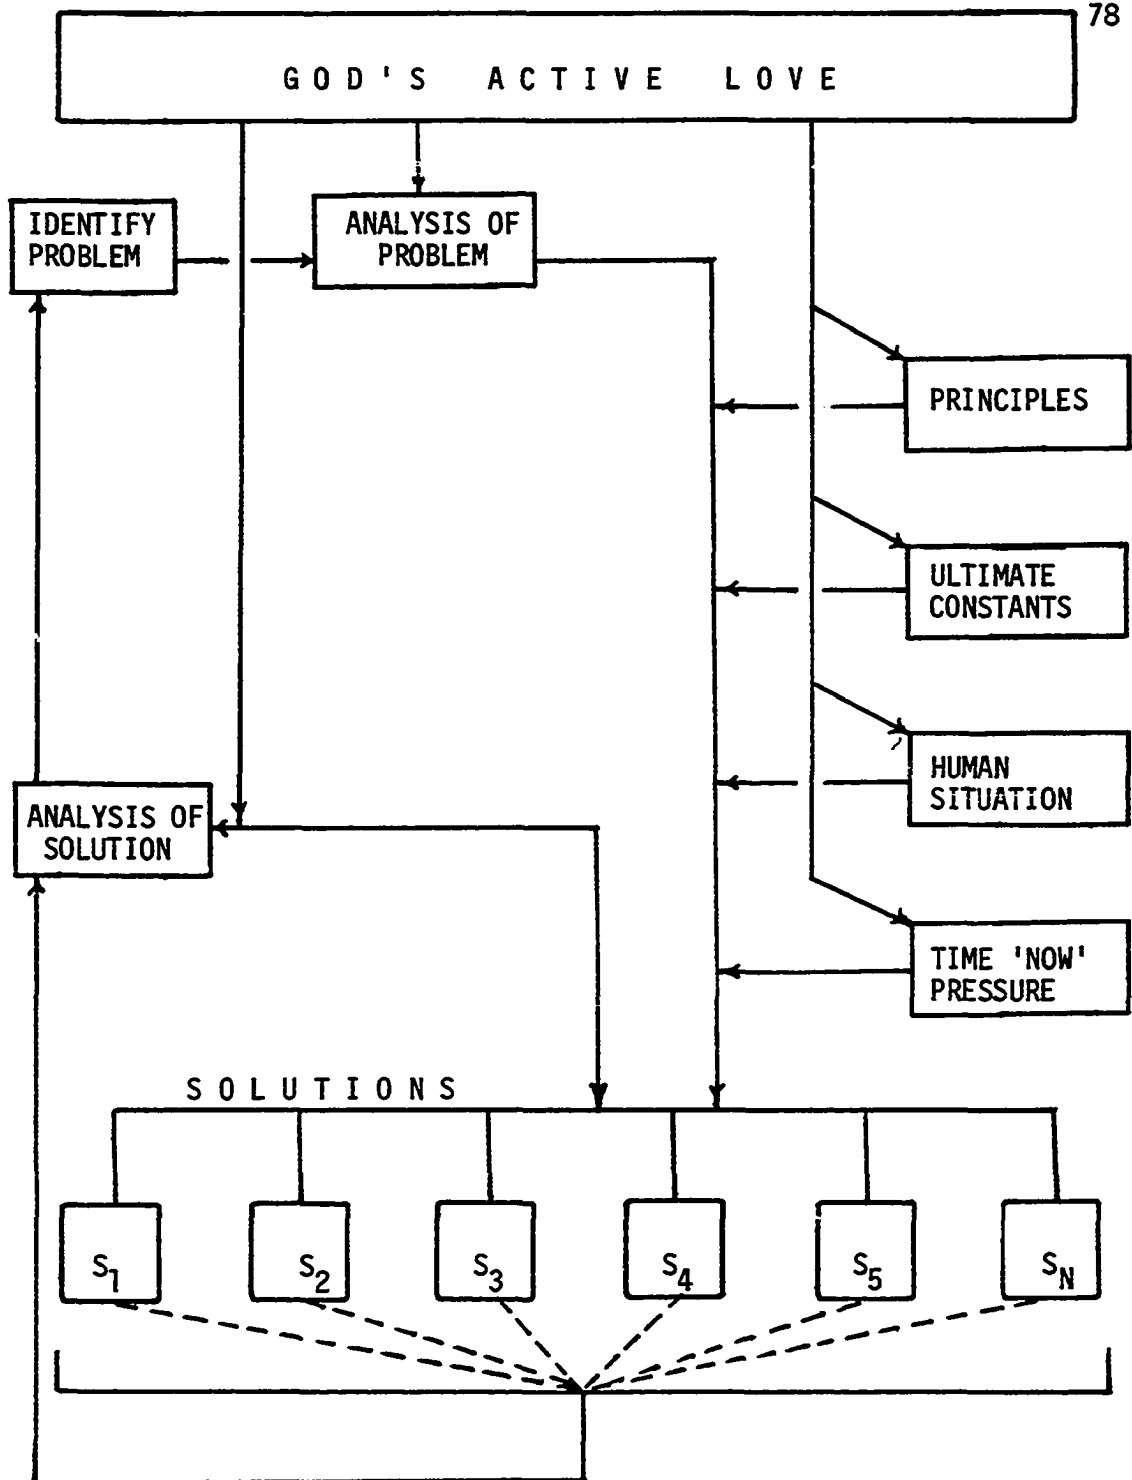 78
GOD'S ACTIVE LOVE
IDENTIFY
PROBLEM
ANALYSIS OF
PROBLEM
PRINCIPLES
ULTIMATE
CONSTANTS
HUMAN
SITUATION
ANALYSIS OF
SOLUTION
TIME 'NOW'
PRESSURE
SOLUTIONS
S1
S2
S3
S4
S5
SN